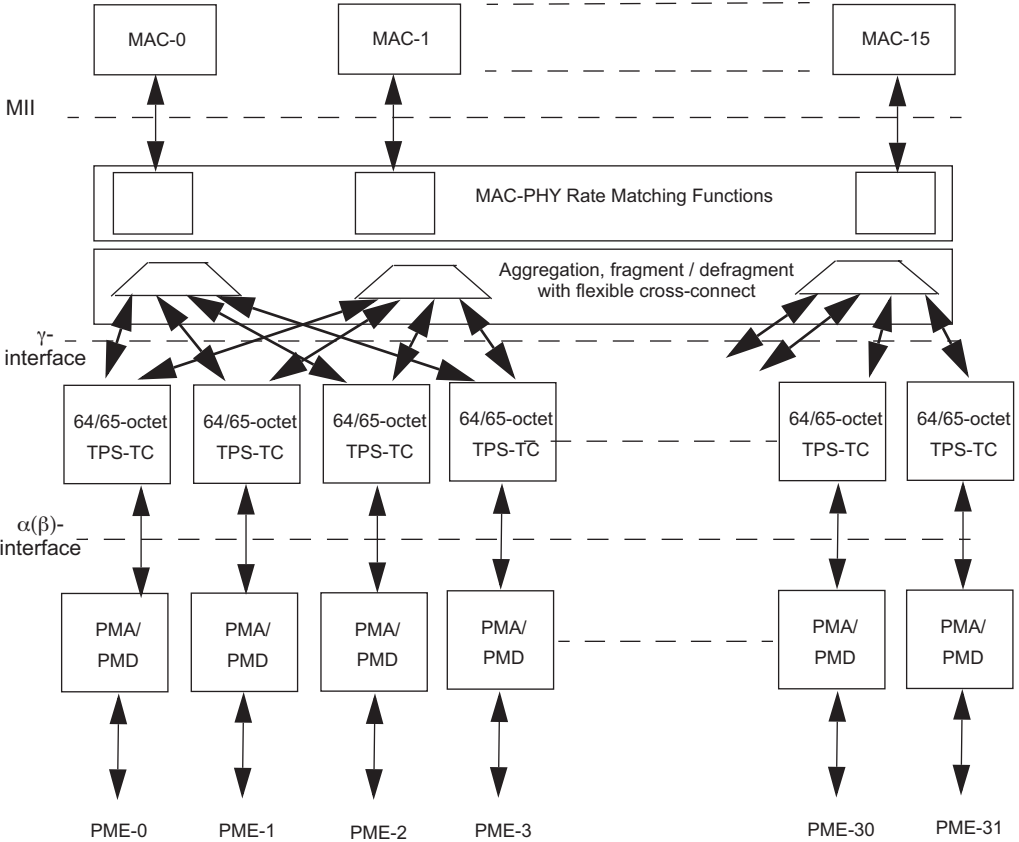 MAC-0
MAC-1
MAC-15
MII
MAC-PHY Rate Matching Functions
Aggregation, fragment / defragment
with flexible cross-connect
γ-
interface
64/65-octet
TPS-TC
64/65-octet
TPS-TC
64/65-octet
TPS-TC
64/65-octet
TPS-TC
64/65-octet
TPS-TC
64/65-octet
TPS-TC
α(β)-
interface
PMA/
PMD
PMA/
PMD
PMA/
PMD
PMA/
PMD
PMA/
PMD
PMA/
PMD
PME-0
PME-1
PME-2
PME-3
PME-30
PME-31